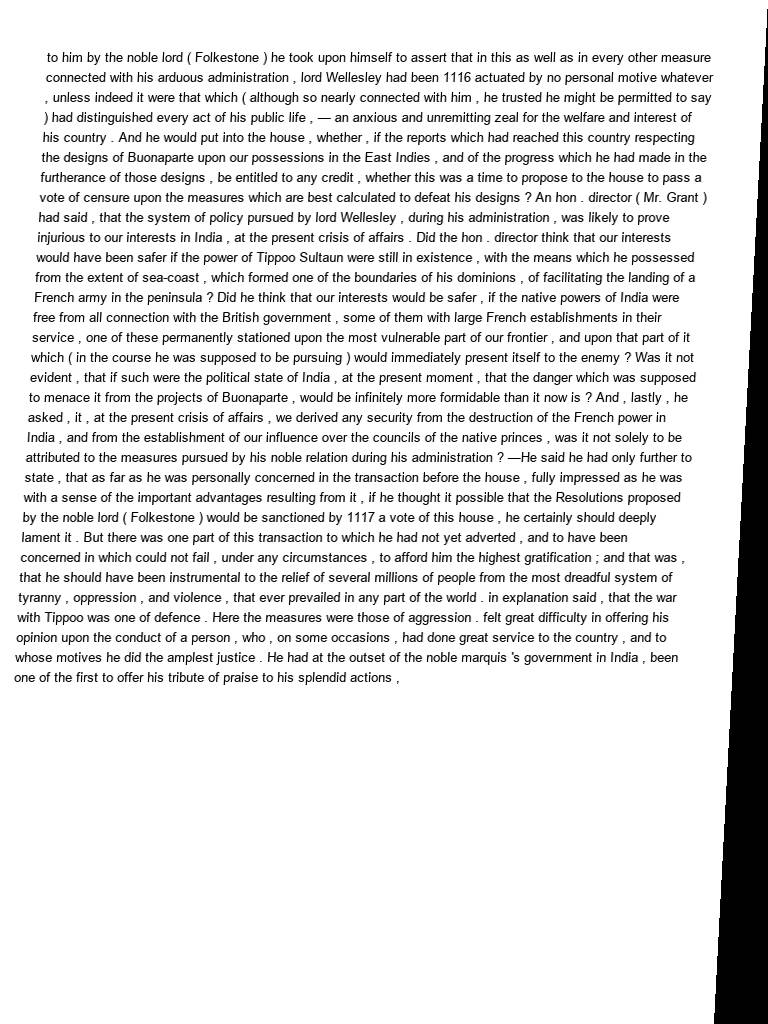 to him by the noble lord ( Folkestone ) he took upon himself to assert that in this as well as in every other measure
connected with his arduous administration , lord Wellesley had been 1116 actuated by no personal motive whatever
, unless indeed it were that which ( although so nearly connected with him , he trusted he might be permitted to say
) had distinguished every act of his public life , — an anxious and unremitting zeal for the welfare and interest of
his country . And he would put into the house , whether , if the reports which had reached this country respecting
the designs of Buonaparte upon our possessions in the East Indies , and of the progress which he had made in the
furtherance of those designs , be entitled to any credit , whether this was a time to propose to the house to pass a
vote of censure upon the measures which are best calculated to defeat his designs ? An hon . director ( Mr. Grant )
had said , that the system of policy pursued by lord Wellesley , during his administration , was likely to prove
injurious to our interests in India , at the present crisis of affairs . Did the hon . director think that our interests
would have been safer if the power of Tippoo Sultaun were still in existence , with the means which he possessed
from the extent of sea-coast , which formed one of the boundaries of his dominions , of facilitating the landing of a
French army in the peninsula ? Did he think that our interests would be safer , if the native powers of India were
free from all connection with the British government , some of them with large French establishments in their
service , one of these permanently stationed upon the most vulnerable part of our frontier , and upon that part of it
which ( in the course he was supposed to be pursuing ) would immediately present itself to the enemy ? Was it not
evident , that if such were the political state of India , at the present moment , that the danger which was supposed
to menace it from the projects of Buonaparte , would be infinitely more formidable than it now is ? And , lastly , he
asked , it , at the present crisis of affairs , we derived any security from the destruction of the French power in
India , and from the establishment of our influence over the councils of the native princes , was it not solely to be
attributed to the measures pursued by his noble relation during his administration ? —He said he had only further to
state , that as far as he was personally concerned in the transaction before the house , fully impressed as he was
with a sense of the important advantages resulting from it , if he thought it possible that the Resolutions proposed
by the noble lord ( Folkestone ) would be sanctioned by 1117 a vote of this house , he certainly should deeply
lament it . But there was one part of this transaction to which he had not yet adverted , and to have been
concerned in which could not fail , under any circumstances , to afford him the highest gratification ; and that was ,
that he should have been instrumental to the relief of several millions of people from the most dreadful system of
tyranny , oppression , and violence , that ever prevailed in any part of the world . in explanation said , that the war
with Tippoo was one of defence . Here the measures were those of aggression . felt great difficulty in offering his
opinion upon the conduct of a person , who , on some occasions , had done great service to the country , and to
whose motives he did the amplest justice . He had at the outset of the noble marquis 's government in India , been
one of the first to offer his tribute of praise to his splendid actions ,